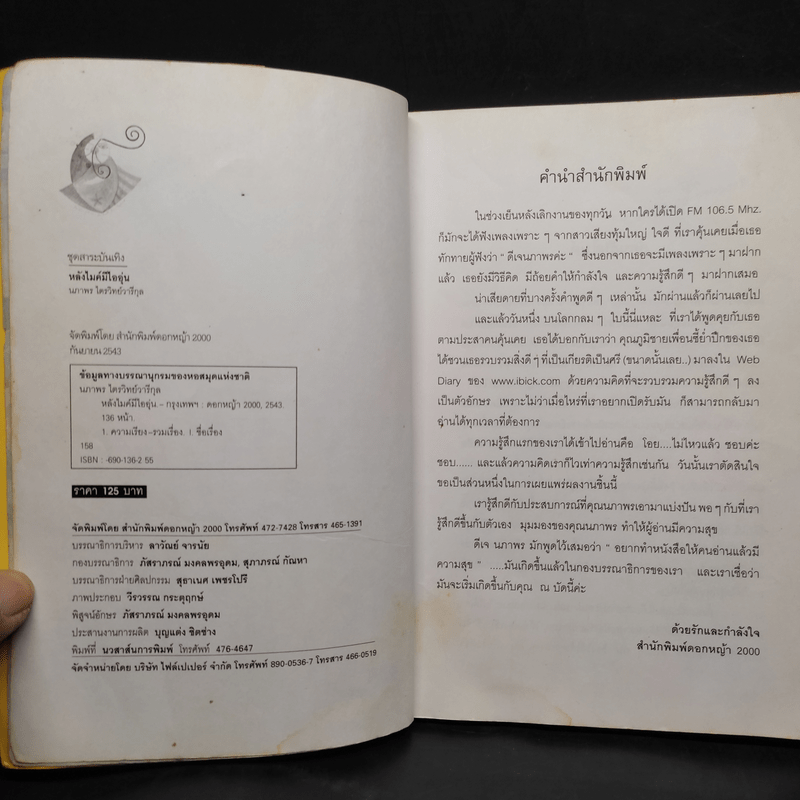 ชุดสาระบันเทิง
หลังไมค์มีไออุ่น
นภาพร ไตรวิทย์วารีกุล
จัดพิมพ์โดย สำนักพิมพ์ดอกหญ้า 2000
กันยายน 2543
ข้อมูลทางบรรณานุกรมของหอสมุดแห่งชาติ
นภาพร ไตรวิทย์วารีกุล
หลังไมค์มีไออุ่น – กรุงเทพฯ : ดอกหญ้า 2000, 2543.
136 หน้า.
1. ความเรียง-รวมเรื่อง. I. ชื่อเรื่อง
158
ISBN : -690-136-2 55
ราคา 125 บาท
จัดพิมพ์โดย สำนักพิมพ์ดอกหญ้า 2000 โทรศัพท์ 472-7428 โทรสาร 465-1391
บรรณาธิการบริหาร ลาวัณย์ จารนัย
กองบรรณาธิการ ภัสราภรณ์ มงคลพรอุดม, สุภาภรณ์ กัณหา
บรรณาธิการฝ่ายศิลปกรรม สุธาเนศ เพชรโปรี
ภาพประกอบ วีรวรรณ กระตุฤกษ์
พิสูจน์อักษร ภัสราภรณ์ มงคลพรอุดม
ประสานงานการผลิต บุญแต่ง ชิตช่าง
พิมพ์ที่ นวสาส์นการพิมพ์ โทรศัพท์ 476-4647
จัดจำหน่ายโดย บริษัท ไฟล์เปเปอร์ จำกัด โทรศัพท์ 890-0536-7 โทรสาร 466-0519
คำนำสำนักพิมพ์
ในช่วงเย็นหลังเลิกงานของทุกวัน หากใครได้เปิด FM 106.5 Mhz.
ก็มักจะได้ฟังเพลงเพราะ ๆ จากสาวเสียงทุ้มใหญ่ ใจดี ที่เราคุ้นเคยเมื่อเธอ
ทักทายผู้ฟังว่า “ ดีเจนภาพรค่ะ ” ซึ่งนอกจากเธอจะมีเพลงเพราะ ๆ มาฝาก
แล้ว เธอยังมีวิธีคิด มีถ้อยคำให้กำลังใจ และความรู้สึกดี ๆ มาฝากเสมอ
น่าเสียดายที่บางครั้งคำพูดดี ๆ เหล่านั้น มักผ่านแล้วก็ผ่านเลยไป
และแล้ววันหนึ่ง บนโลกกลม ๆ ใบนี้นี่แหละ ที่เราได้พูดคุยกับเธอ
ตามประสาคนคุ้นเคย เธอได้บอกกับเราว่า คุณภูมิชายเพื่อนซี้ย่ำปึกของเธอ
ได้ชวนเธอรวบรวมสิ่งดี ๆ ที่เป็นเกียรติเป็นศรี (ขนาดนั้นเลย..) มาลงใน Web
Diary ของ www.ibick.com ด้วยความคิดที่จะรวบรวมความรู้สึกดี ๆ ลง
เป็นตัวอักษร เพราะไม่ว่าเมื่อใหร่ที่เราอยากเปิดรับมัน ก็สามารถกลับมา
อ่านได้ทุกเวลาที่ต้องการ
ความรู้สึกแรกของเราได้เข้าไปอ่านคือ โอย....ไม่ไหวแล้ว ชอบค่ะ
ชอบ...... และแล้วความคิดเราก็ไวเท่าความรู้สึกเช่นกัน วันนั้นเราตัดสินใจ
ขอเป็นส่วนหนึ่งในการเผยแพร่ผลงานชิ้นนี้
เรารู้สึกดีกับประสบการณ์ที่คุณนภาพรเอามาแบ่งปัน พอ ๆ กับที่เรา
รู้สึกดีขึ้นกับตัวเอง มุมมองของคุณนภาพร ทำให้ผู้อ่านมีความสุข
ดีเจ นภาพร มักพูดไว้เสมอว่า “ อยากทำหนังสือให้คนอ่านแล้วมี
ความสุข ” .....มันเกิดขึ้นแล้วในกองบรรณาธิการของเรา และเราเชื่อว่า
มันจะเริ่มเกิดขึ้นกับคุณ ณ บัดนี้ค่ะ
ด้วยรักและกำลังใจ
สำนักพิมพ์ดอกหญ้า 2000